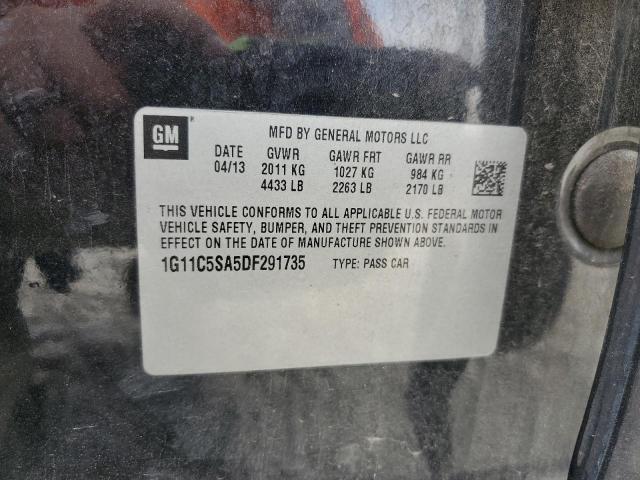 GM
MFD BY GENERAL MOTORS LLC
DATE GVWR GAWR FRT GAWR RR
04/13 2011 KG 1027 KG 984 KG
4433 LB 2263 LB 2170 LB
THIS VEHICLE CONFORMS TO ALL APPLICABLE U.S. FEDERAL MOTOR
VEHICLE SAFETY, BUMPER, AND THEFT PREVENTION STANDARDS IN
EFFECT ON THE DATE OF MANUFACTURE SHOWN ABOVE.
1G11C5SA5DF291735 TYPE: PASS CAR